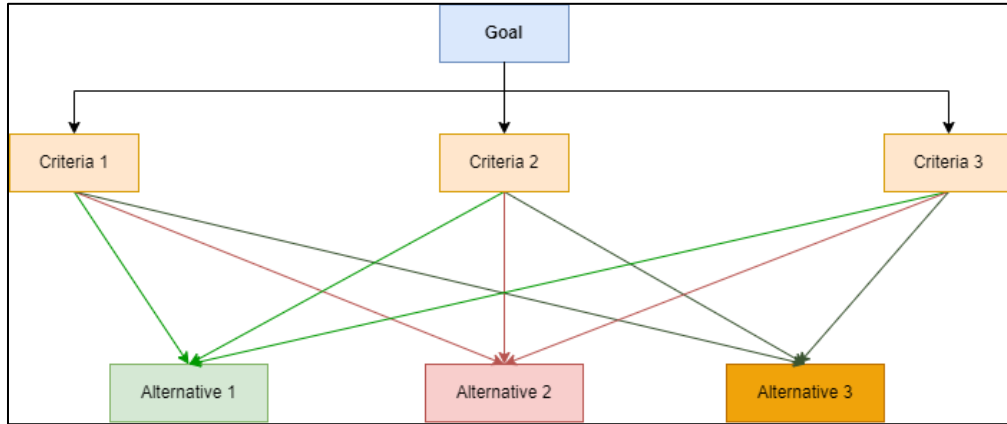 Goal
Criteria 1
Criteria 2
Criteria 3
Alternative 1
Alternative 2
Alternative 3